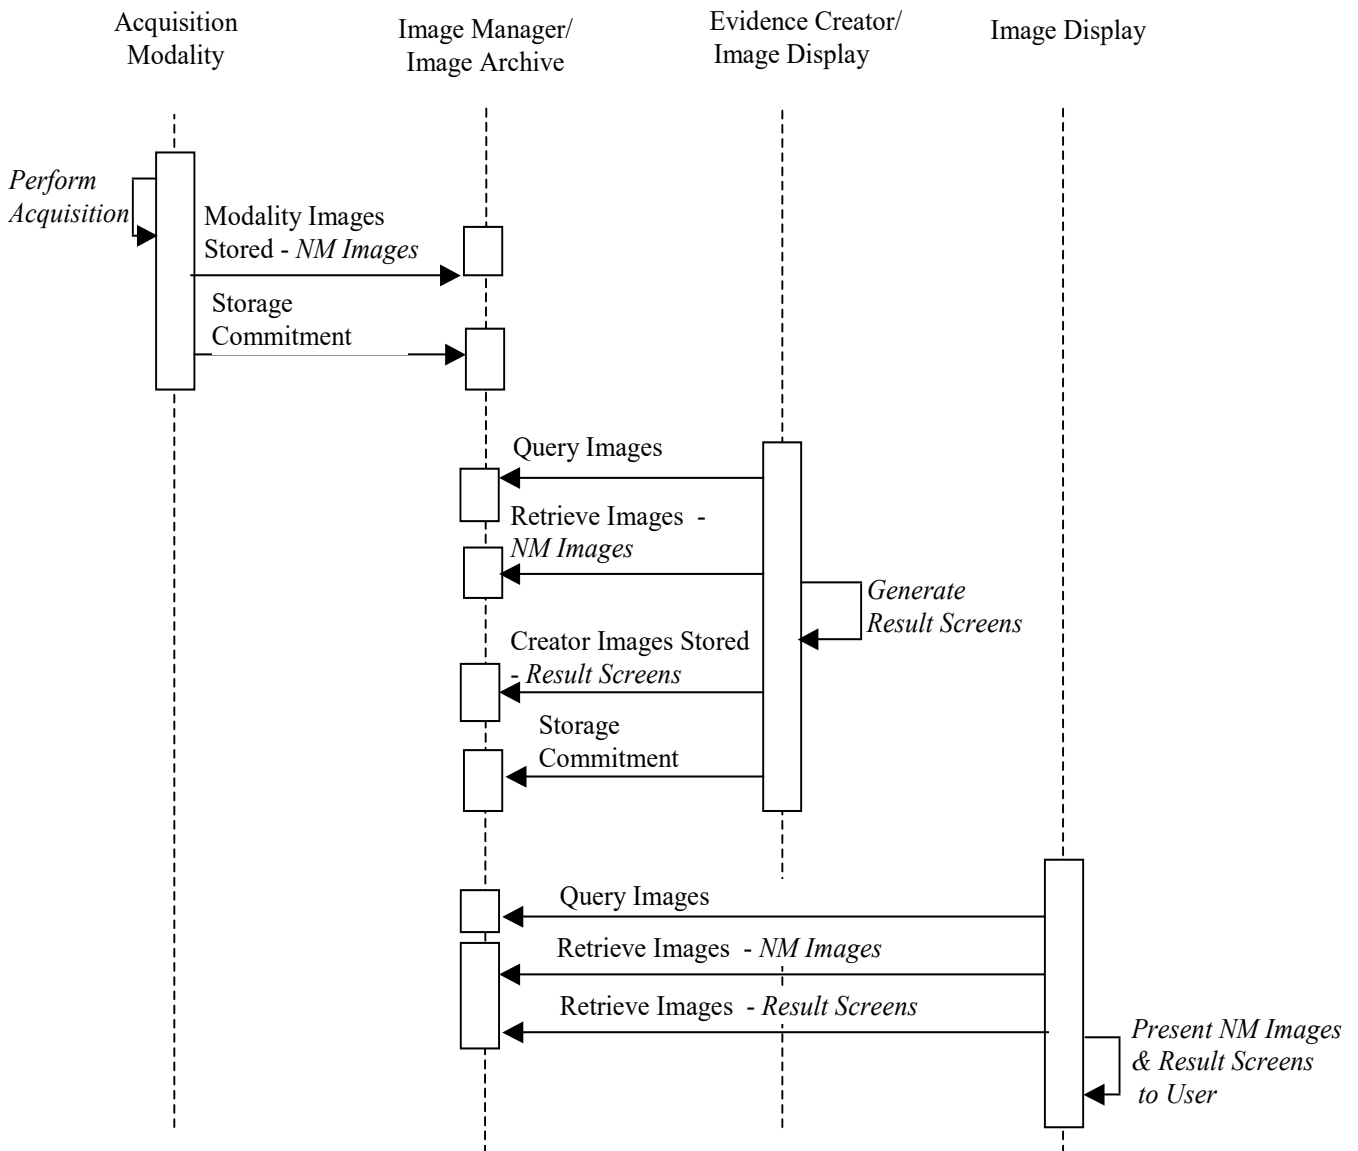 Acquisition
Modality
Image Manager/
Image Archive
Evidence Creator/
Image Display
Image Display
Perform
Acquisition
Modality Images
Stored - NM Images
Storage
Commitment
Query Images
Retrieve Images -
NM Images
Generate
Result Screens
Creator Images Stored
- Result Screens
Storage
Commitment
Query Images
Retrieve Images - NM Images
Retrieve Images - Result Screens
Present NM Images
& Result Screens
to User